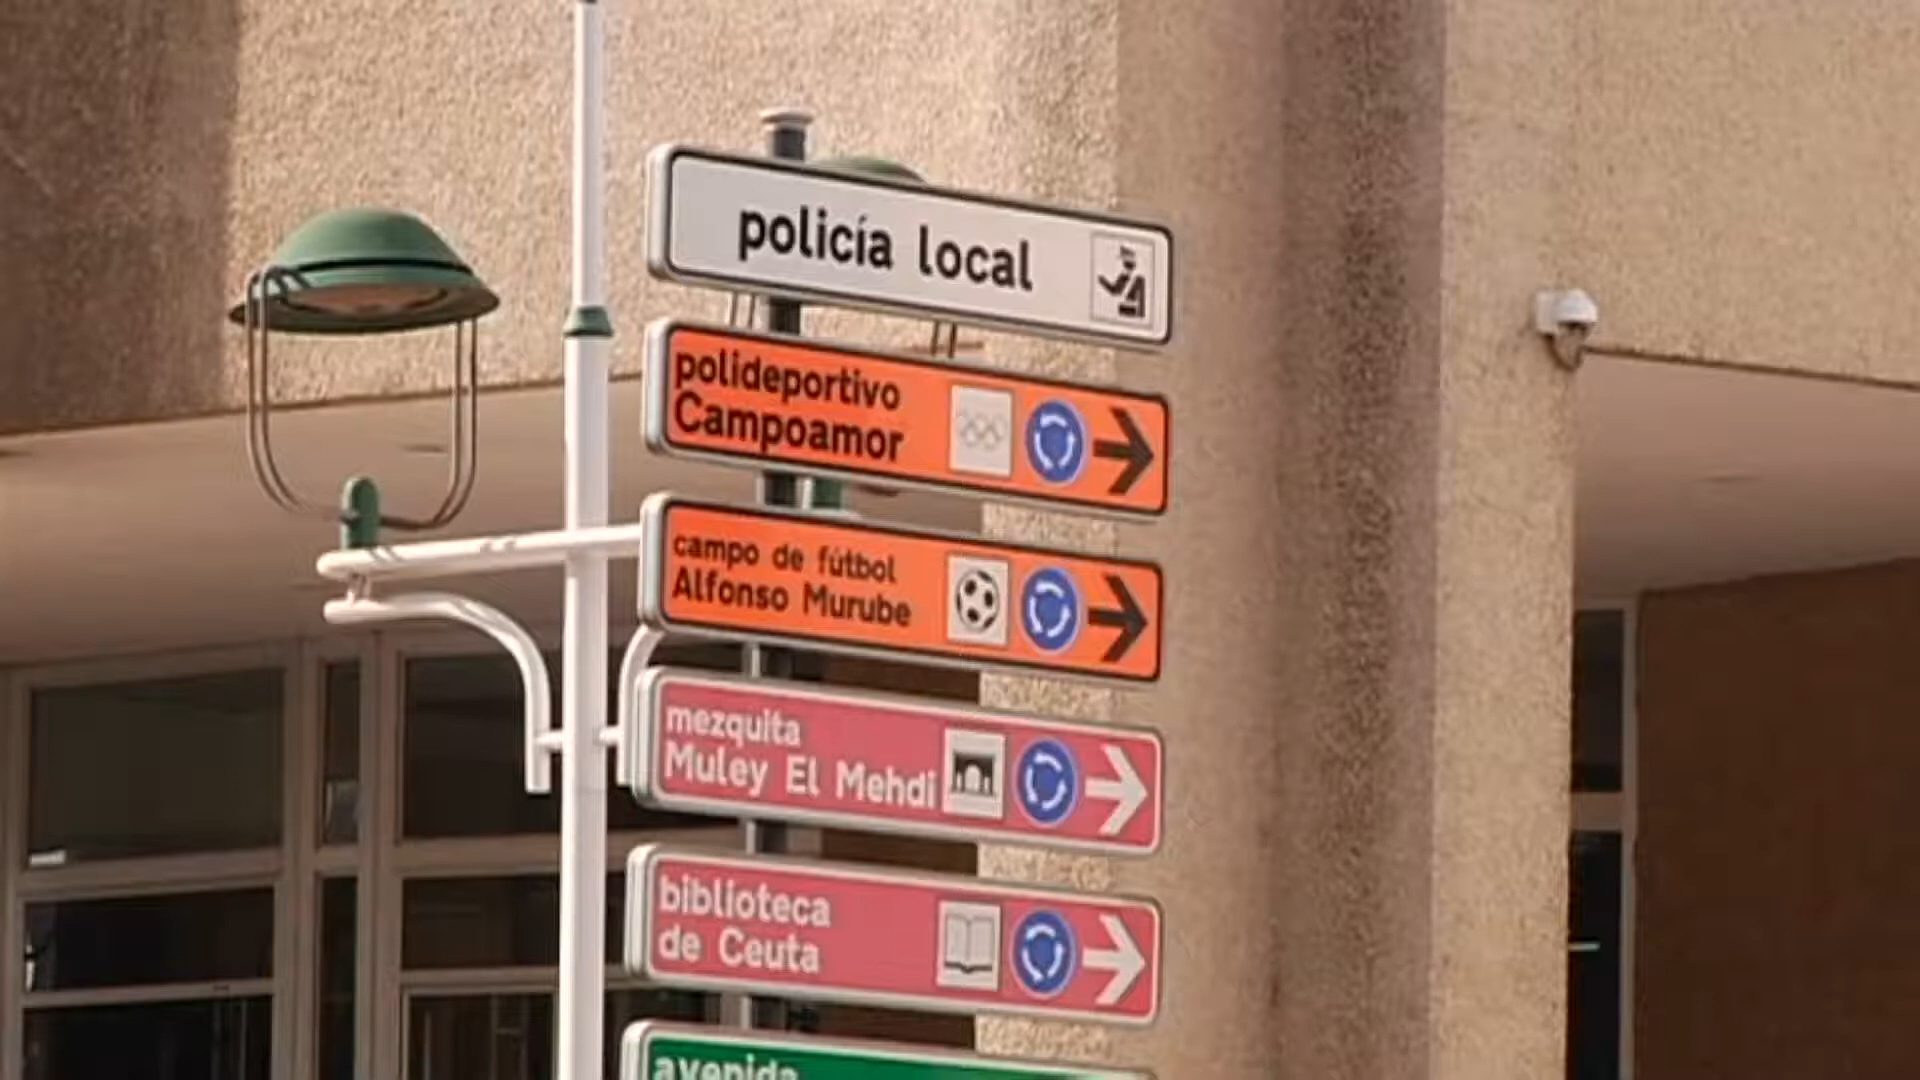 policía local
polideportivo
Campoamor
campo de fútbol
Alfonso Murube
mezquita
Muley El Mehdi
biblioteca
de Ceuta
avenida